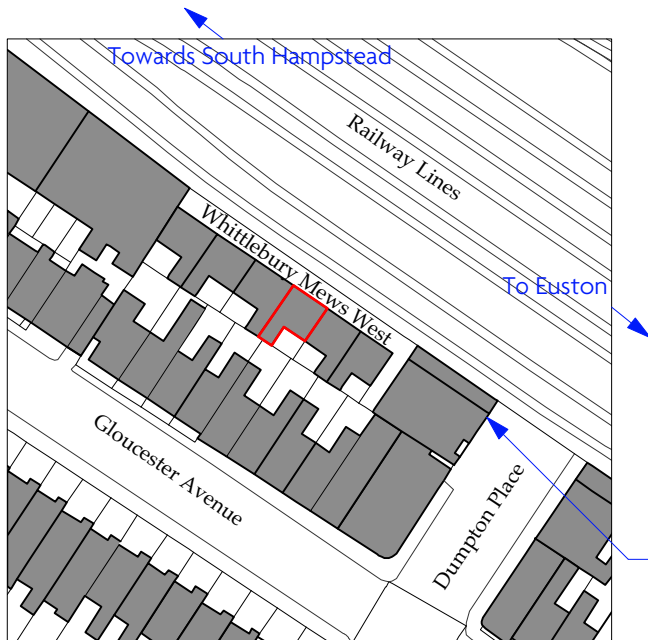 Towards South Hampstead
Railway Lines
Whittlebury Mews West
To Euston
Gloucester Avenue
Dumpton Place